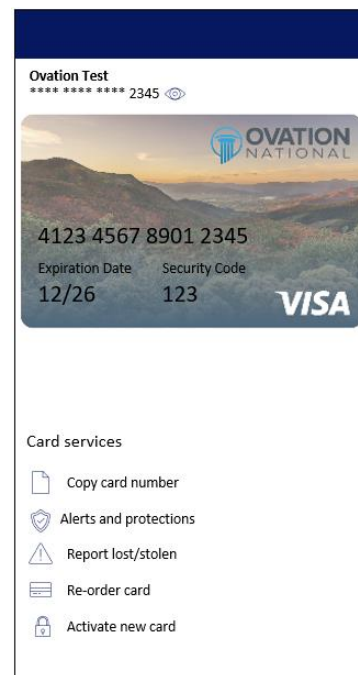 Ovation Test
**** **** **** 2345
OVATION
NATIONAL
4123 4567 8901 2345
Expiration Date Security Code
12/26 123
VISA
Card services
Copy card number
Alerts and protections
Report lost/stolen
Re-order card
Activate new card